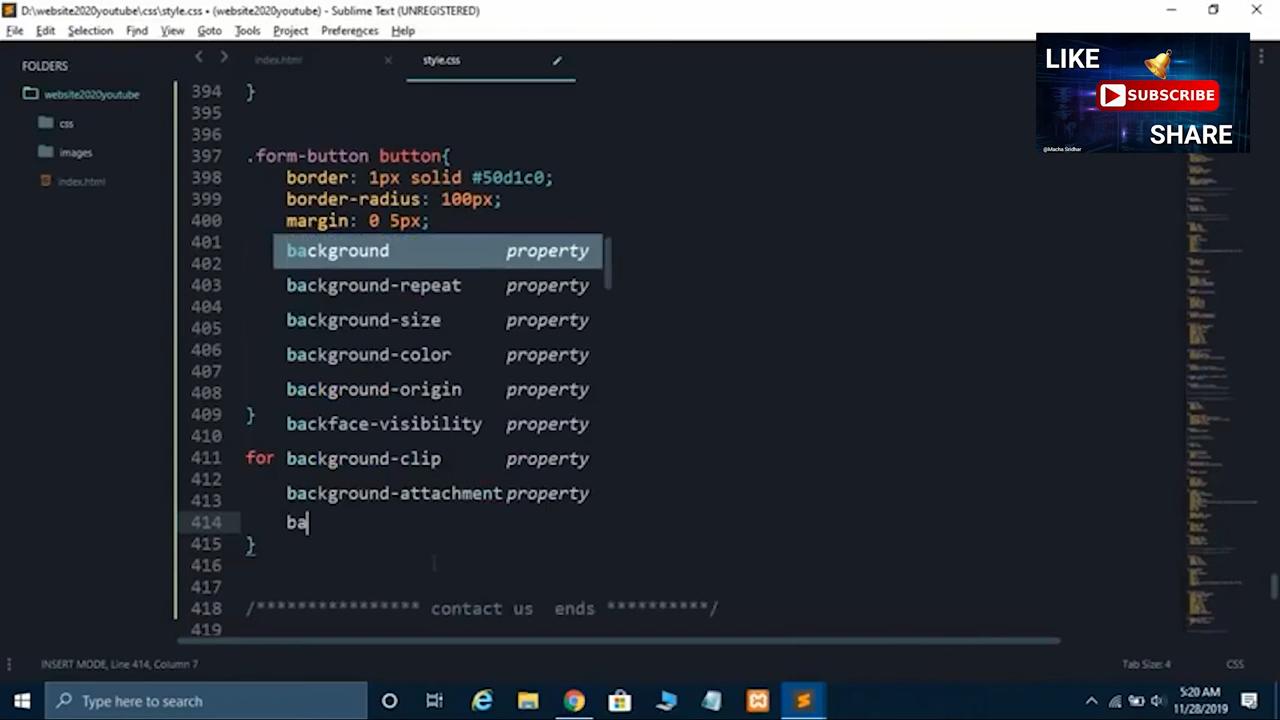 D:\website2020youtube\css\style.css • (website2020youtube) - Sublime Text (UNREGISTERED)
File Edit Selection Find View Goto Tools Project Preferences Help
FOLDERS
website2020youtube
css
images
index.html
index.html
style.css
LIKE
SUBSCRIBE
SHARE
@Macha Sridhar
394 }
395
396
397 .form-button button{
398 border: 1px solid #50d1c0;
399 border-radius: 100px;
400 margin: 0 5px;
401
background property
402
403
background-repeat property
404
background-size property
405
406
background-color property
407
408
background-origin property
409 }
backface-visibility property
410
411 for
background-clip property
412
413
background-attachment property
414 ba
415 }
416
417
418 /**************** contact us ends **********/
419
INSERT MODE, Line 414, Column 7
Tab Size: 4
CSS
Type here to search
5:20 AM
11/28/2019